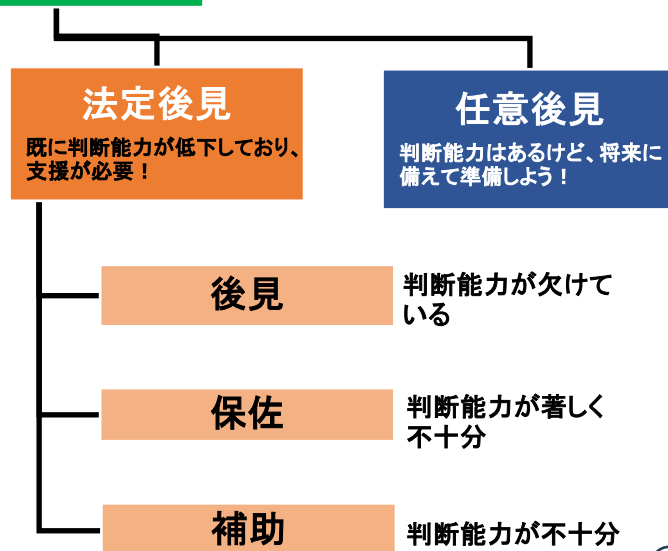 法定後見
既に判断能力が低下しており、
支援が必要！
任意後見
判断能力はあるけど、将来に
備えて準備しよう！
後見
判断能力が欠けて
いる
保佐
判断能力が著しく
不十分
補助
判断能力が不十分